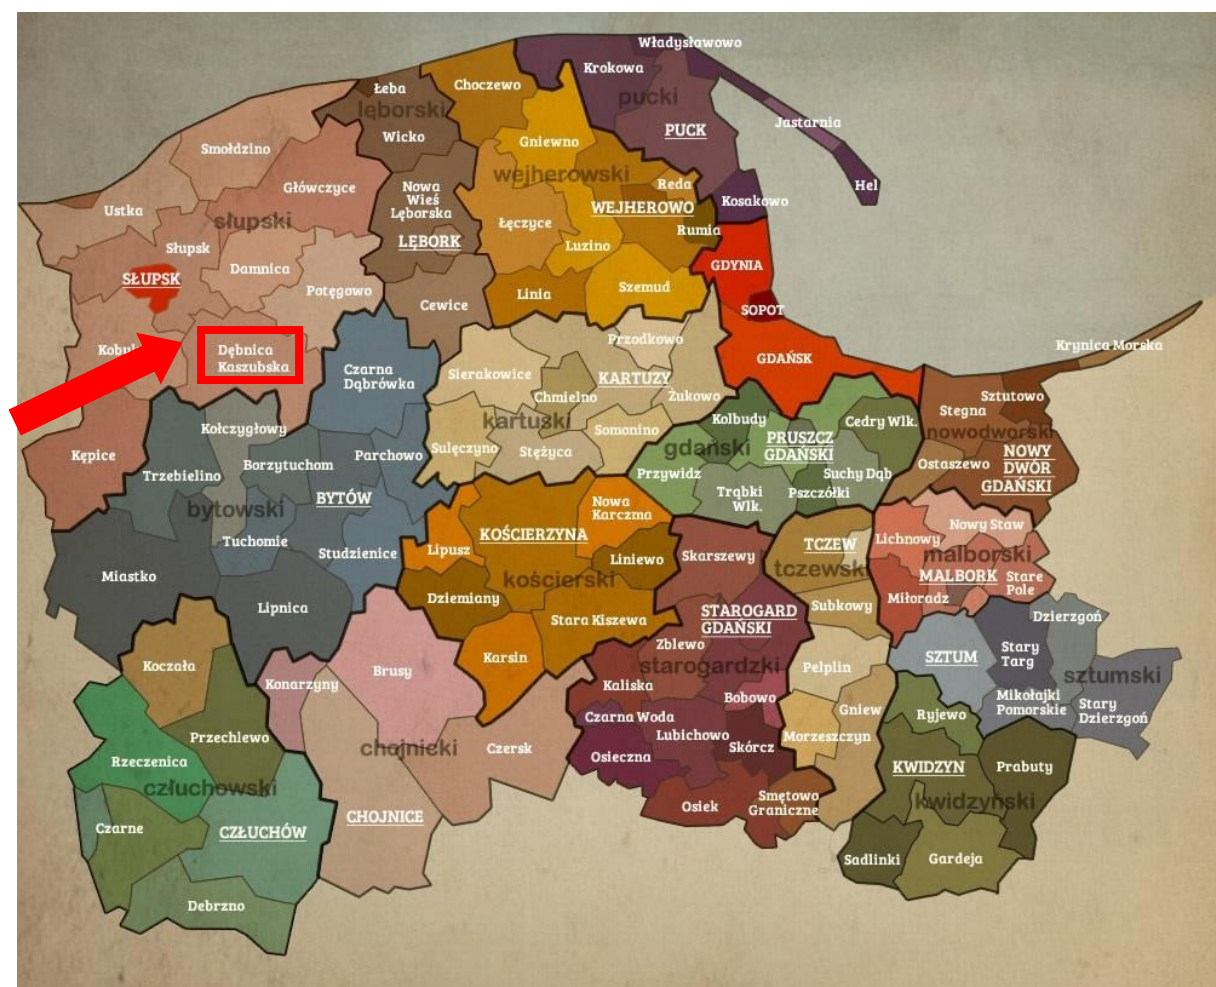 Władysławowo
Krokowa
Łeba
Choczewo
pucki
lęborski
Jastarnia
PUCK
Wicko
Gniewno
Smołdzino
wejherowski
Główczyce
Reda
Hel
Nowa
Wieś
Lęborska
Kosakowo
WEJHEROWO
Ustka
słupski
Łęczyce
Rumia
Słupsk
LĘBORK
Luzino
Damnica
GDYNIA
SŁUPSK
Potęgowo
Szemud
Linia
Cewice
SOPOT
Przodkowo
Krynica Morska
Dębnica
Kaszubska
GDAŃSK
Czarna
Dąbrówka
Sierakowice
KARTUZY
Chmielno
Żukowo
Sztutowo
Stegna
kartuski
Kolbudy
Cedry Wlk.
Kołczygłowy
Somonino
nowodworski
PRUSZCZ
GDAŃSKI
gdański
Sulęczyno
Stężyca
NOWY
DWÓR
GDAŃSKI
Kępice
Parchowo
Borzytuchom
Ostaszewo
Trzebielino
Przywidz
Suchy Dąb
Trąbki
Wlk.
Pszczółki
BYTÓW
Nowa
Karczma
bytowski
Nowy Staw
KOŚCIERZYNA
Lichnowy
Tuchomie
TCZEW
Studzienice
Lipusz
Liniewo
Skarszewy
malborski
tczewski
Miastko
kościerski
MALBORK
Stare
Pole
Dziemiany
Miłoradz
Lipnica
Subkowy
STAROGARD
GDAŃSKI
Stara Kiszewa
Dzierzgoń
Zblewo
Stary
Targ
Karsin
SZTUM
Koczała
starogardzki
Pelplin
Brusy
sztumski
Konarzyny
Kaliska
Bobowo
Mikołajki
Pomorskie
Stary
Dzierzgoń
Gniew
Czarna Woda
Ryjewo
Przechlewo
Lubichowo
Morzeszczyn
chojnicki
Czersk
Skórcz
Osieczna
Rzeczenica
KWIDZYN
Prabuty
człuchowski
Smętowo
Graniczne
kwidzyński
Osiek
CHOJNICE
Czarne
CZŁUCHÓW
Sadlinki
Gardeja
Debrzno